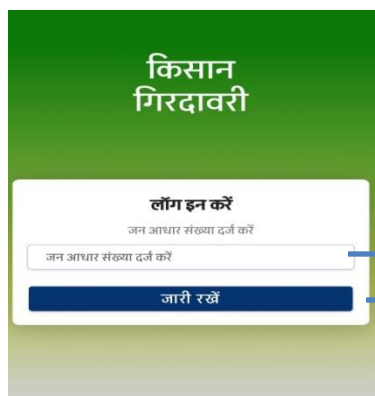 किसान
गिरदावरी
लॉग इन करें
जन आधार संख्या दर्ज करें
जन आधार संख्या दर्ज करें
जारी रखें